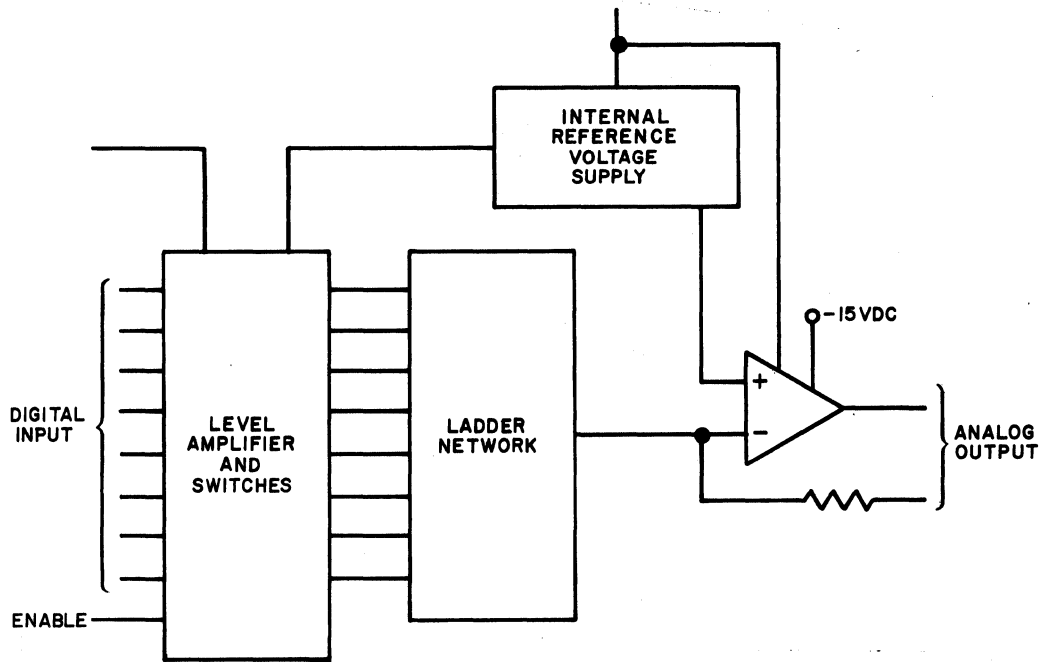 INTERNAL
REFERENCE
VOLTAGE
SUPPLY
-15VDC
+
-
DIGITAL
INPUT
LEVEL
AMPLIFIER
AND
SWITCHES
LADDER
NETWORK
ANALOG
OUTPUT
ENABLE